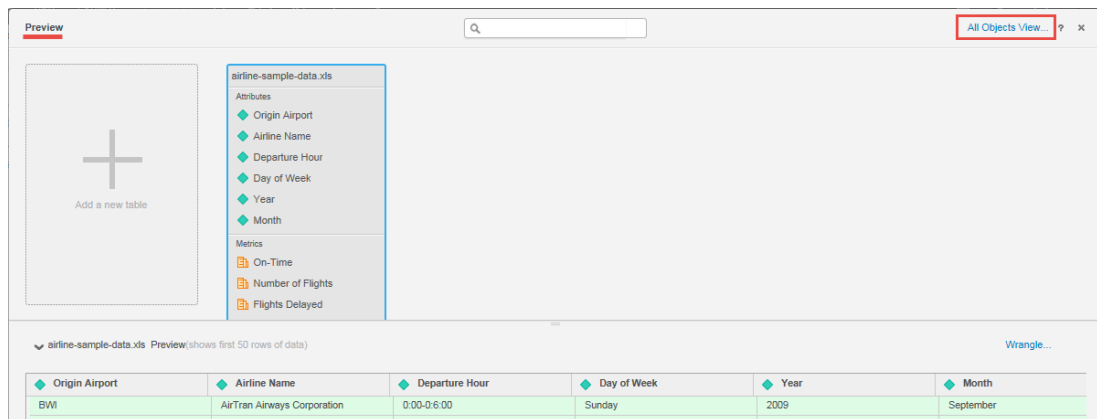 Preview
All Objects View...
?
×
Add a new table
airline-sample-data.xls
Attributes
Origin Airport
Airline Name
Departure Hour
Day of Week
Year
Month
Metrics
On-Time
Number of Flights
Flights Delayed
airline-sample-data.xls Preview(shows first 50 rows of data)
Wrangle...
Origin Airport Airline Name Departure Hour Day of Week Year Month
BWI AirTran Airways Corporation 0:00-0:6:00 Sunday 2009 September